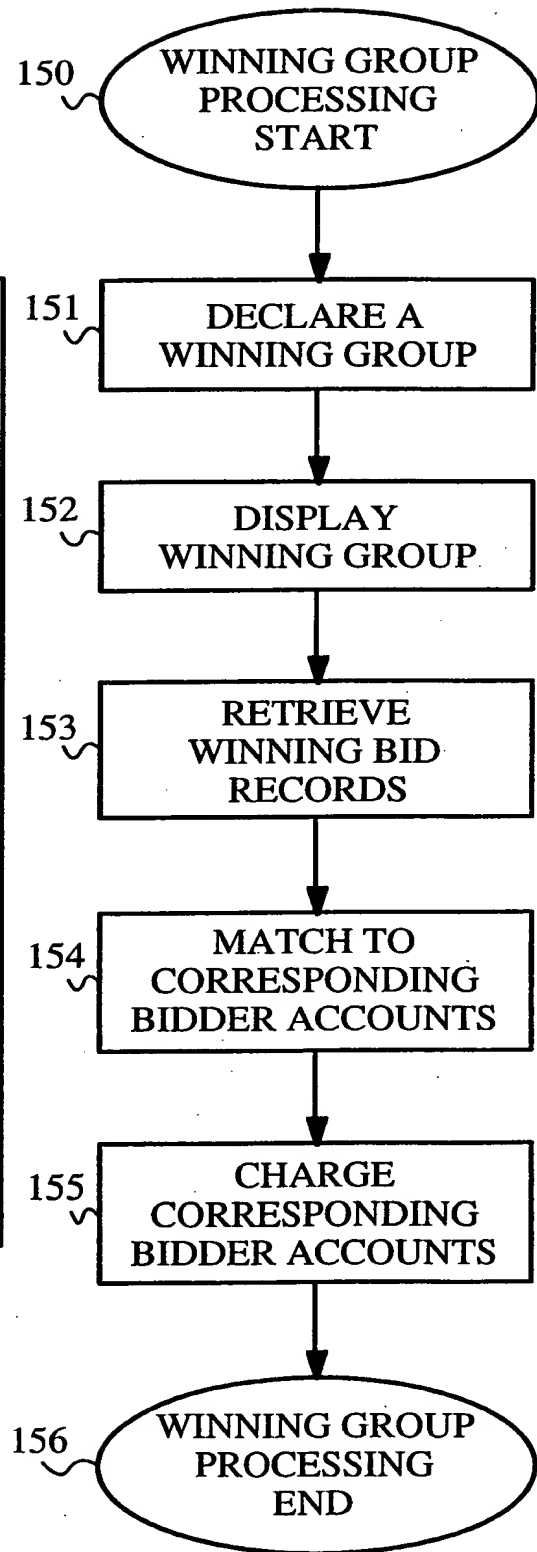 150
WINNING GROUP
PROCESSING
START
151
DECLARE A
WINNING GROUP
152
DISPLAY
WINNING GROUP
153
RETRIEVE
WINNING BID
RECORDS
154
MATCH TO
CORRESPONDING
BIDDER ACCOUNTS
155
CHARGE
CORRESPONDING
BIDDER ACCOUNTS
156
WINNING GROUP
PROCESSING
END